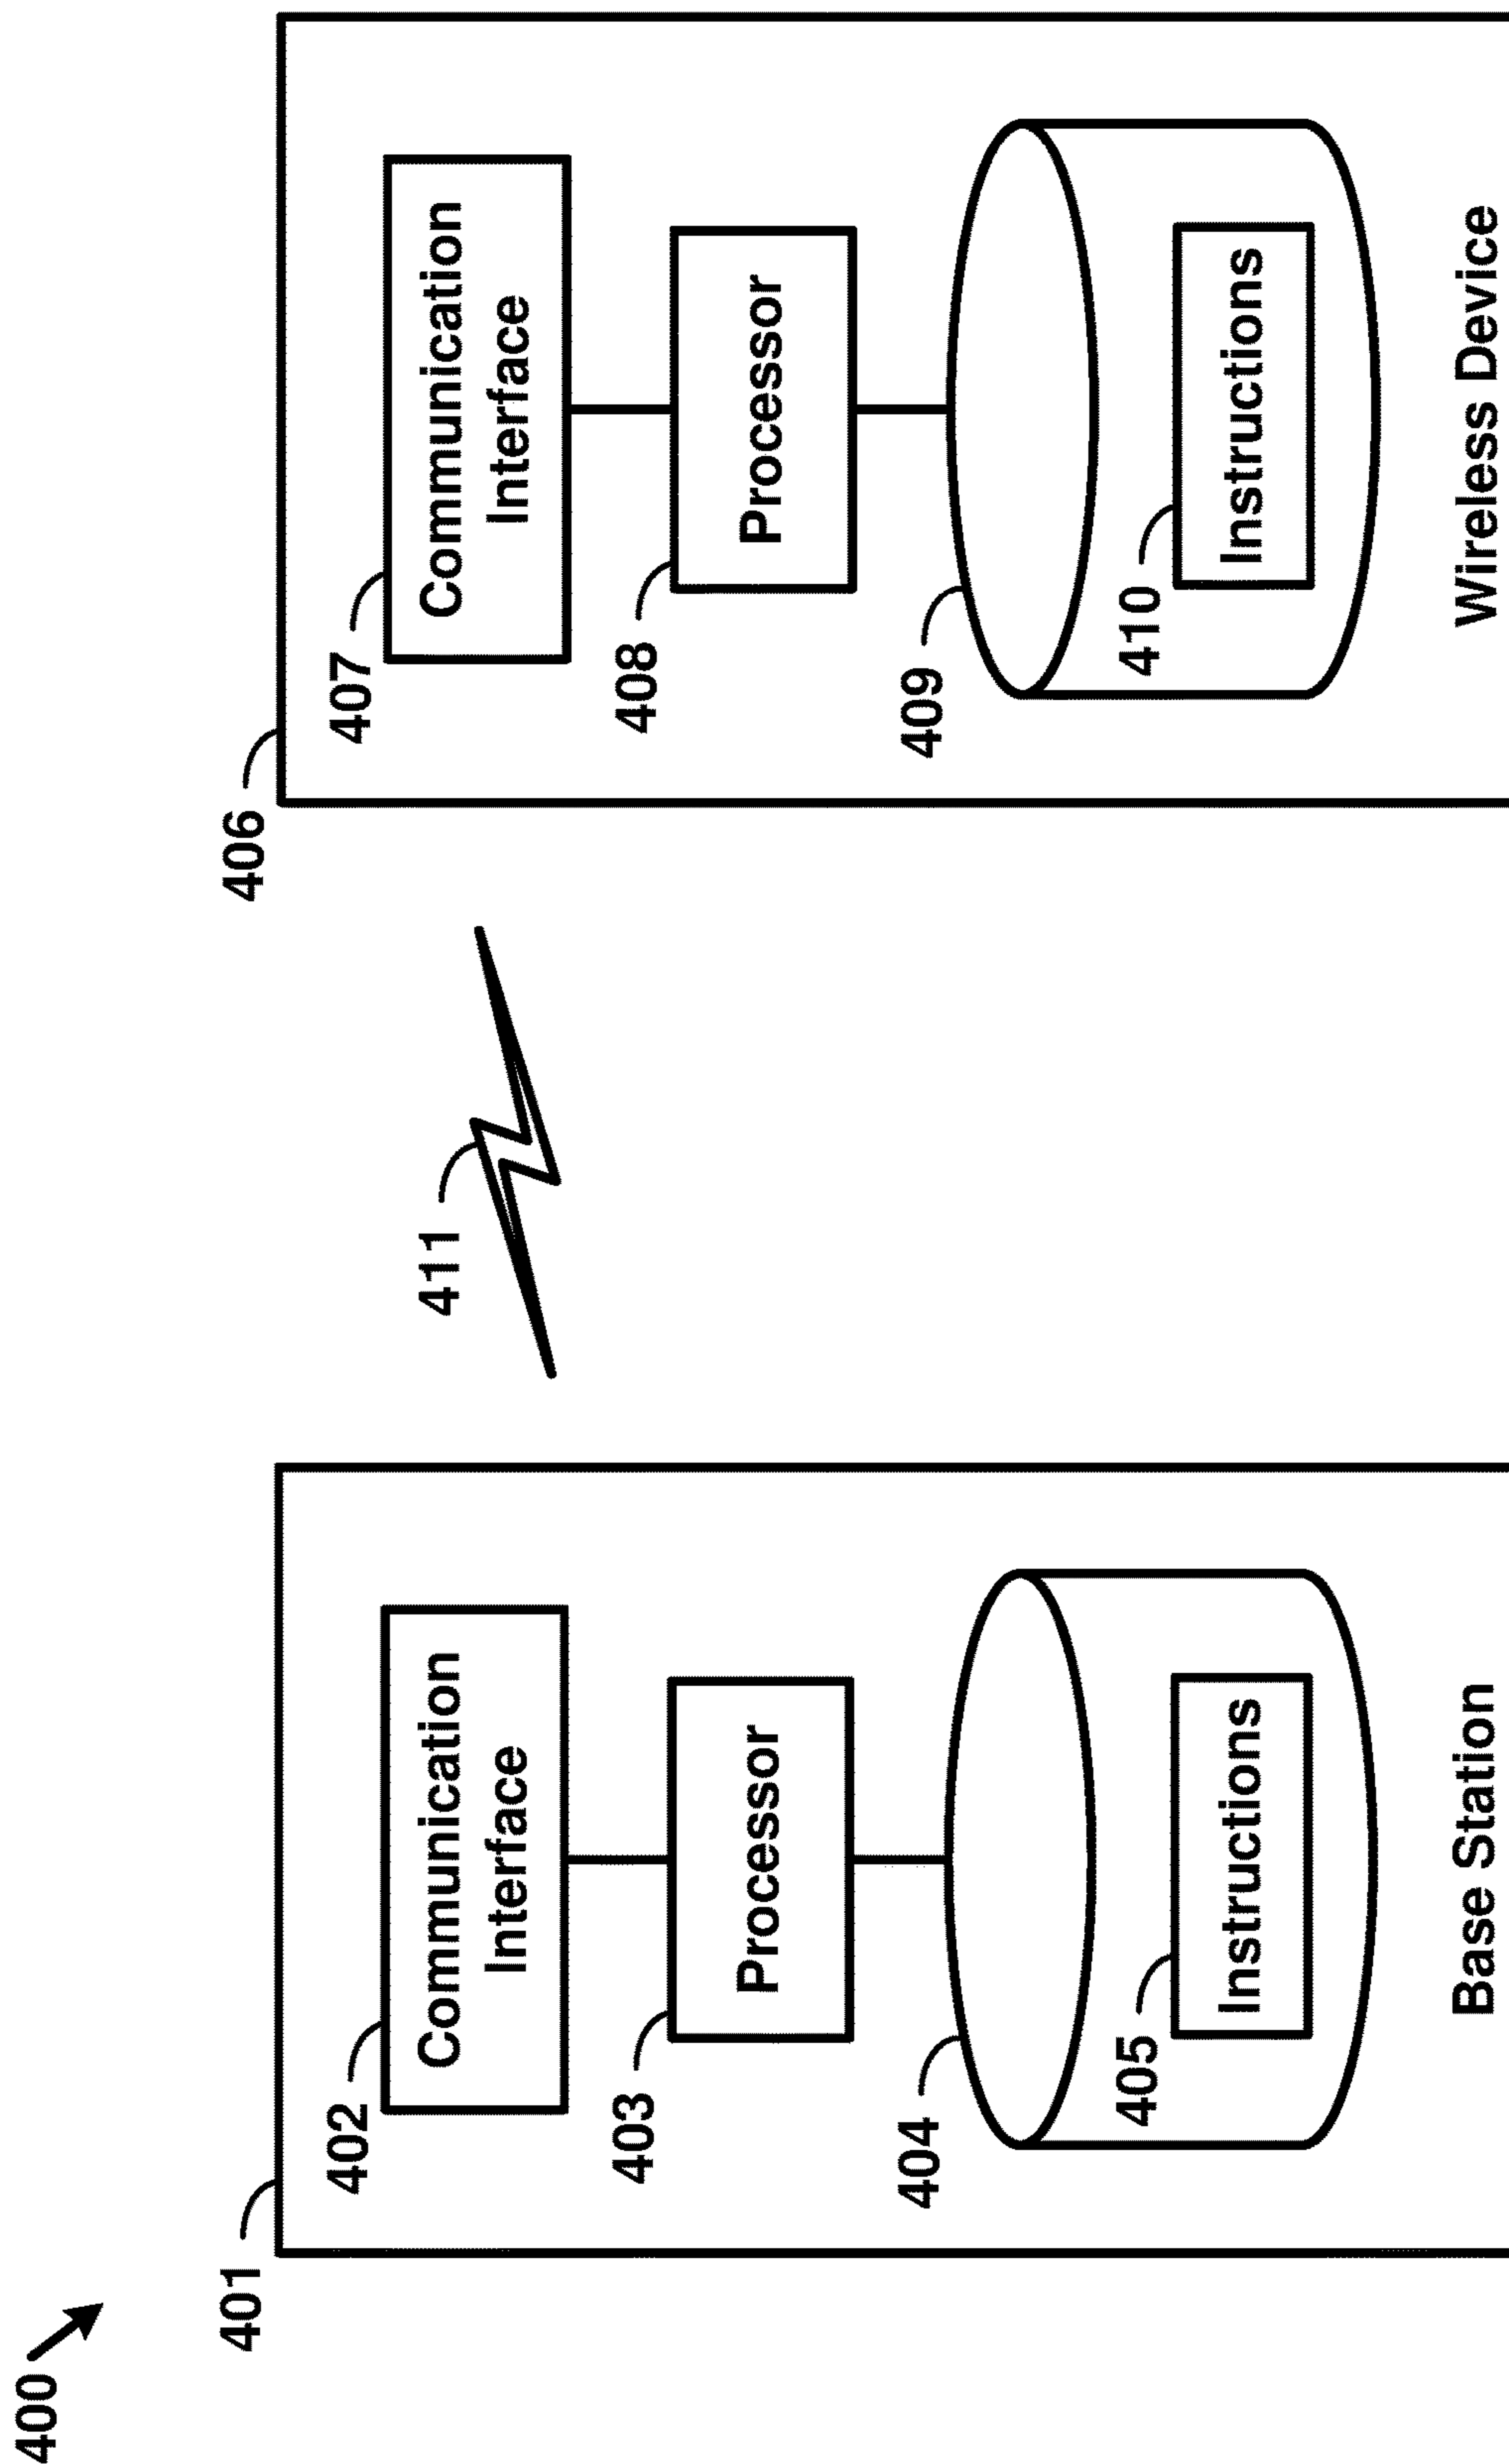 400
401
402
Communication
Interface
403
Processor
404
405
Instructions
Base Station
411
406
407
Communication
Interface
408
Processor
409
410
Instructions
Wireless Device